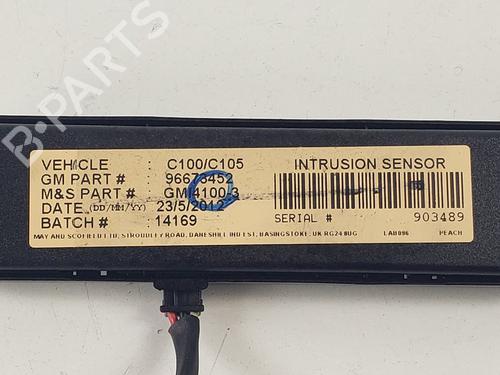 B-PARTS
VEHICLE : C100/C105 INTRUSION SENSOR
GM PART # : 96673452
M&S PART # : GMI4100-3
DATE (DD/MM/YY) : 23/5/2012
BATCH # : 14169 SERIAL # 903489
MAY AND SCOFIELD LTD, STROUDLEY ROAD, DANESHILL IND EST, BASINGSTOKE; UK RG24 8UG LAB096 PEACH